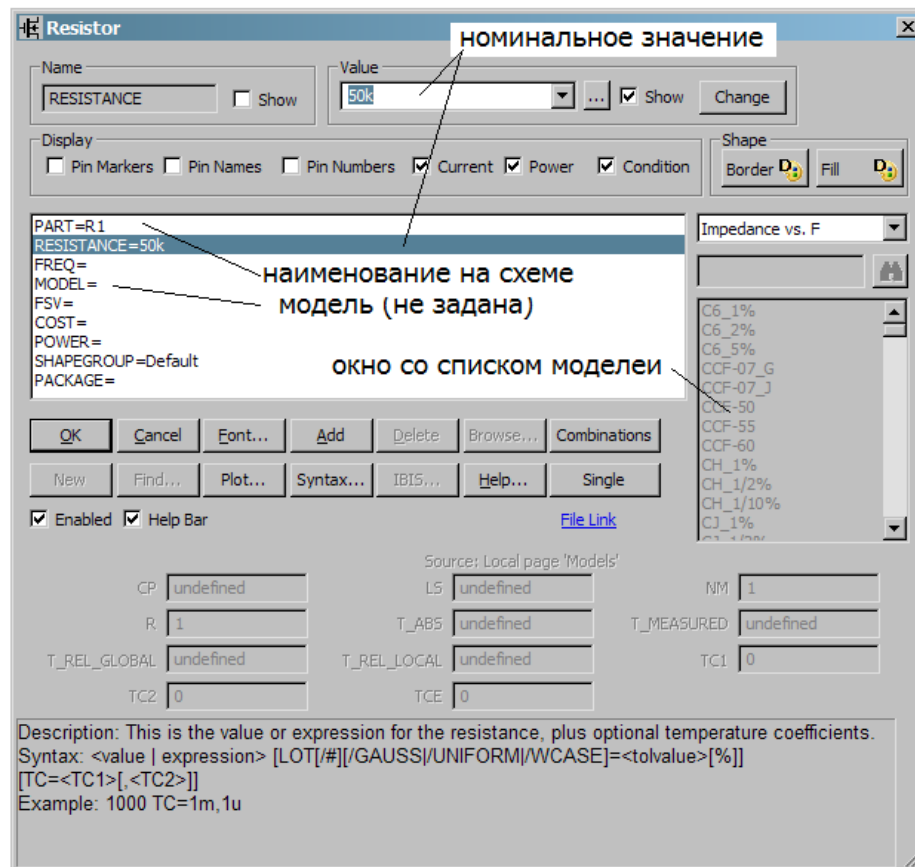 Resistor
номинальное значение
Name
Value
RESISTANCE
Show
50k
...
Show
Change
Display
Shape
Pin Markers
Pin Names
Pin Numbers
Current
Power
Condition
Border
Fill
PART=R1
RESISTANCE=50k
FREQ=
MODEL=
FSV=
COST=
POWER=
SHAPEGROUP=Default
PACKAGE=
наименование на схеме
модель (не задана)
окно со списком моделеи
Impedance vs. F
C6_1%
C6_2%
C6_5%
CCF-07_G
CCF-07_J
CCF-50
CCF-55
CCF-60
CH_1%
CH_1/2%
CH_1/10%
CJ_1%
OK
Cancel
Font...
Add
Delete
Browse...
Combinations
New
Find...
Plot...
Syntax...
IBIS...
Help...
Single
Enabled
Help Bar
File Link
Source: Local page 'Models'
CP undefined
LS undefined
NM 1
R 1
T_ABS undefined
T_MEASURED undefined
T_REL_GLOBAL undefined
T_REL_LOCAL undefined
TC1 0
TC2 0
TCE 0
Description: This is the value or expression for the resistance, plus optional temperature coefficients.
Syntax: <value | expression> [LOT[/#][/GAUSS|/UNIFORM|/WCASE]=<tolvalue>[%]]
[TC=<TC1>[,<TC2>]]
Example: 1000 TC=1m,1u